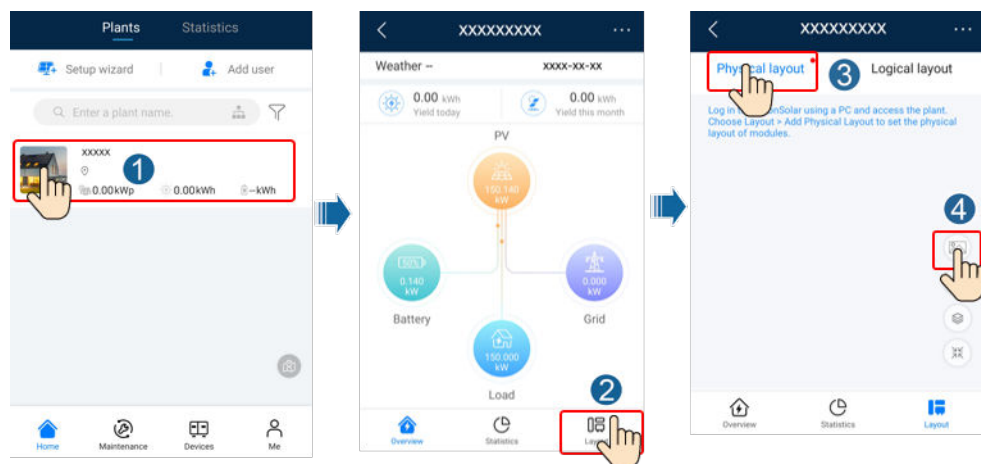 Plants
Statistics
Setup wizard
Add user
Enter a plant name.
xxxxx
1
0.00kWp
0.00kWh
--kWh
Home
Maintenance
Devices
Me
XXXXXXXXX
Weather --
xxxx-xx-xx
0.00 kWh
Yield today
0.00 kWh
Yield this month
PV
150.140
kW
50%
0.140
kW
0.000
kW
Battery
Grid
150.000
kW
Load
2
Overview
Statistics
XXXXXXXXX
Physical layout
3
Logical layout
Log in using a PC and access the plant.
Choose Layout > Add Physical Layout to set the physical
layout of modules.
4
Overview
Statistics
Layout